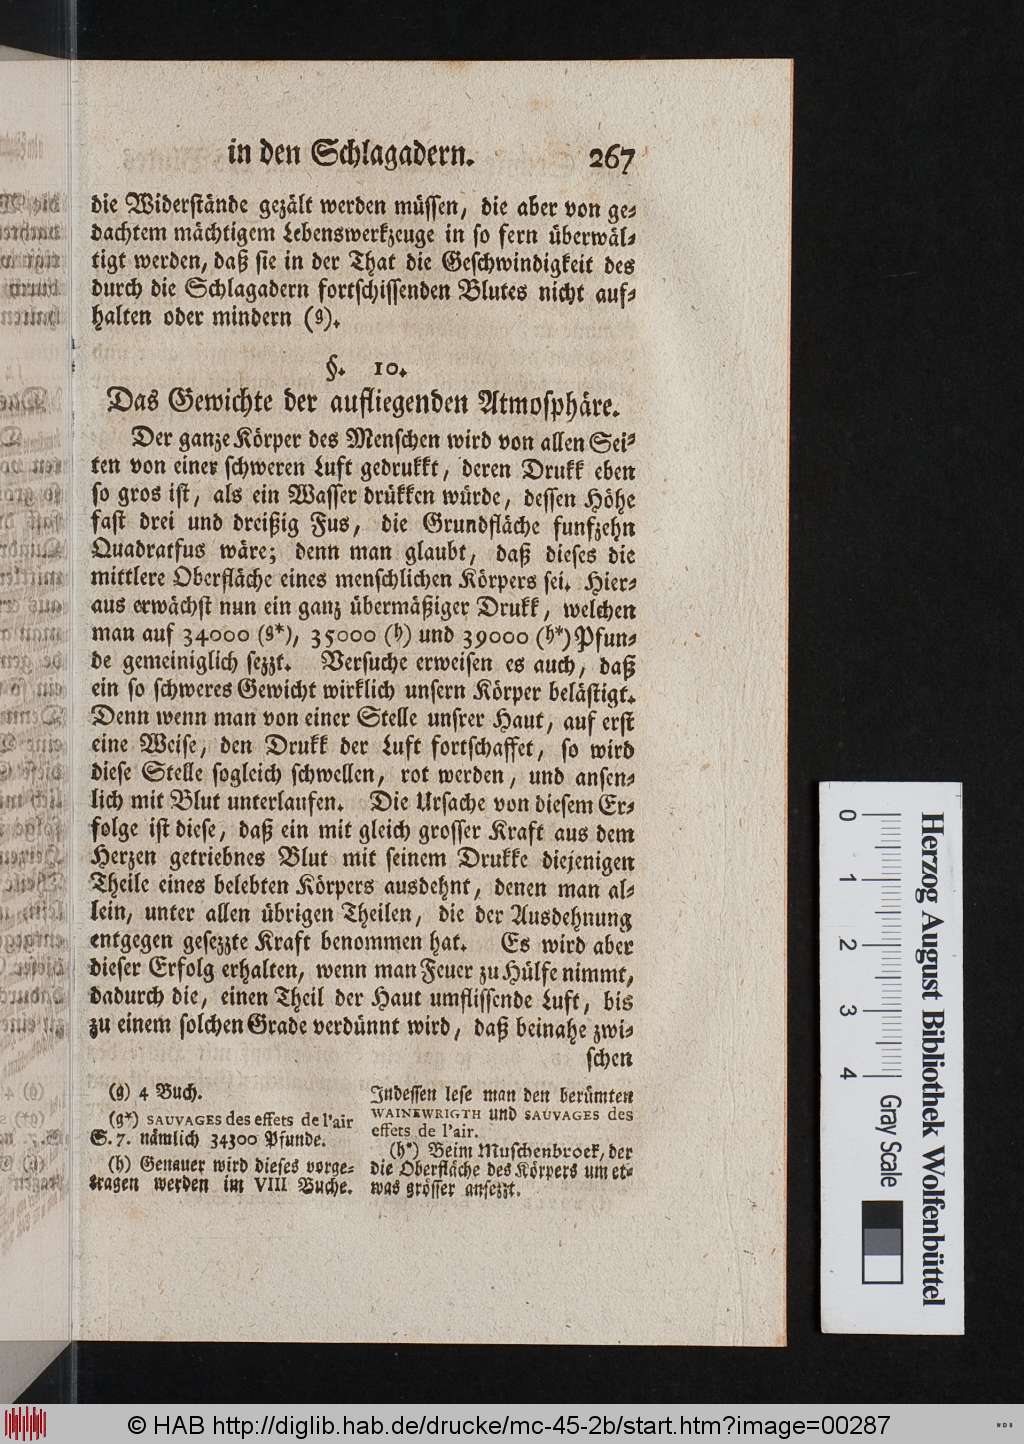 in den Schlagadern. 267
die Widerstände gezält werden müssen, die aber von ge-
dachtem mächtigem Lebenswerkzeuge in so fern überwäl-
tigt werden, daß sie in der That die Geschwindigkeit des
durch die Schlagadern fortschissenden Blutes nicht auf-
halten oder mindern (g).
§. 10.
Das Gewichte der aufliegenden Atmosphäre.
Der ganze Körper des Menschen wird von allen Sei-
ten von einer schweren Luft gedrukkt, deren Drukk eben
so gros ist, als ein Wasser drükken würde, dessen Höhe
fast drei und dreißig Fus, die Grundfläche funfzehn
Quadratfus wäre; denn man glaubt, daß dieses die
mittlere Oberfläche eines menschlichen Körpers sei. Hier-
aus erwächst nun ein ganz übermäßiger Drukk, welchen
man auf 34000 (g*), 35000 (h) und 39000 (h*) Pfun-
de gemeiniglich sezzt. Versuche erweisen es auch, daß
ein so schweres Gewicht wirklich unsern Körper belästigt.
Denn wenn man von einer Stelle unsrer Haut, auf erst
eine Weise, den Drukk der Luft fortschaffet, so wird
diese Stelle sogleich schwellen, rot werden, und ansen-
lich mit Blut unterlaufen. Die Ursache von diesem Er-
folge ist diese, daß ein mit gleich grosser Kraft aus dem
Herzen getriebnes Blut mit seinem Drukke diejenigen
Theile eines belebten Körpers ausdehnt, denen man al-
lein, unter allen übrigen Theilen, die der Ausdehnung
entgegen gesezzte Kraft benommen hat. Es wird aber
dieser Erfolg erhalten, wenn man Feuer zu Hülfe nimmt,
dadurch die, einen Theil der Haut umflissende Luft, bis
zu einem solchen Grade verdünnt wird, daß beinahe zwi-
schen
(g) 4 Buch.
(g*) SAUVAGES des effets de l'air
S. 7. nämlich 34300 Pfunde.
(h) Genauer wird dieses vorge-
tragen werden im VIII Buche.
Indessen lese man den berümten
WAINEWRIGTH und SAUVAGES des
effets de l'air.
(h*) Beim Muschenbroek, der
die Oberfläche des Körpers um et-
was grösser ansezzt.
Herzog August Bibliothek Wolfenbüttel
0 1 2 3 4 Gray Scale
© HAB http://diglib.hab.de/drucke/mc-45-2b/start.htm?image=00287